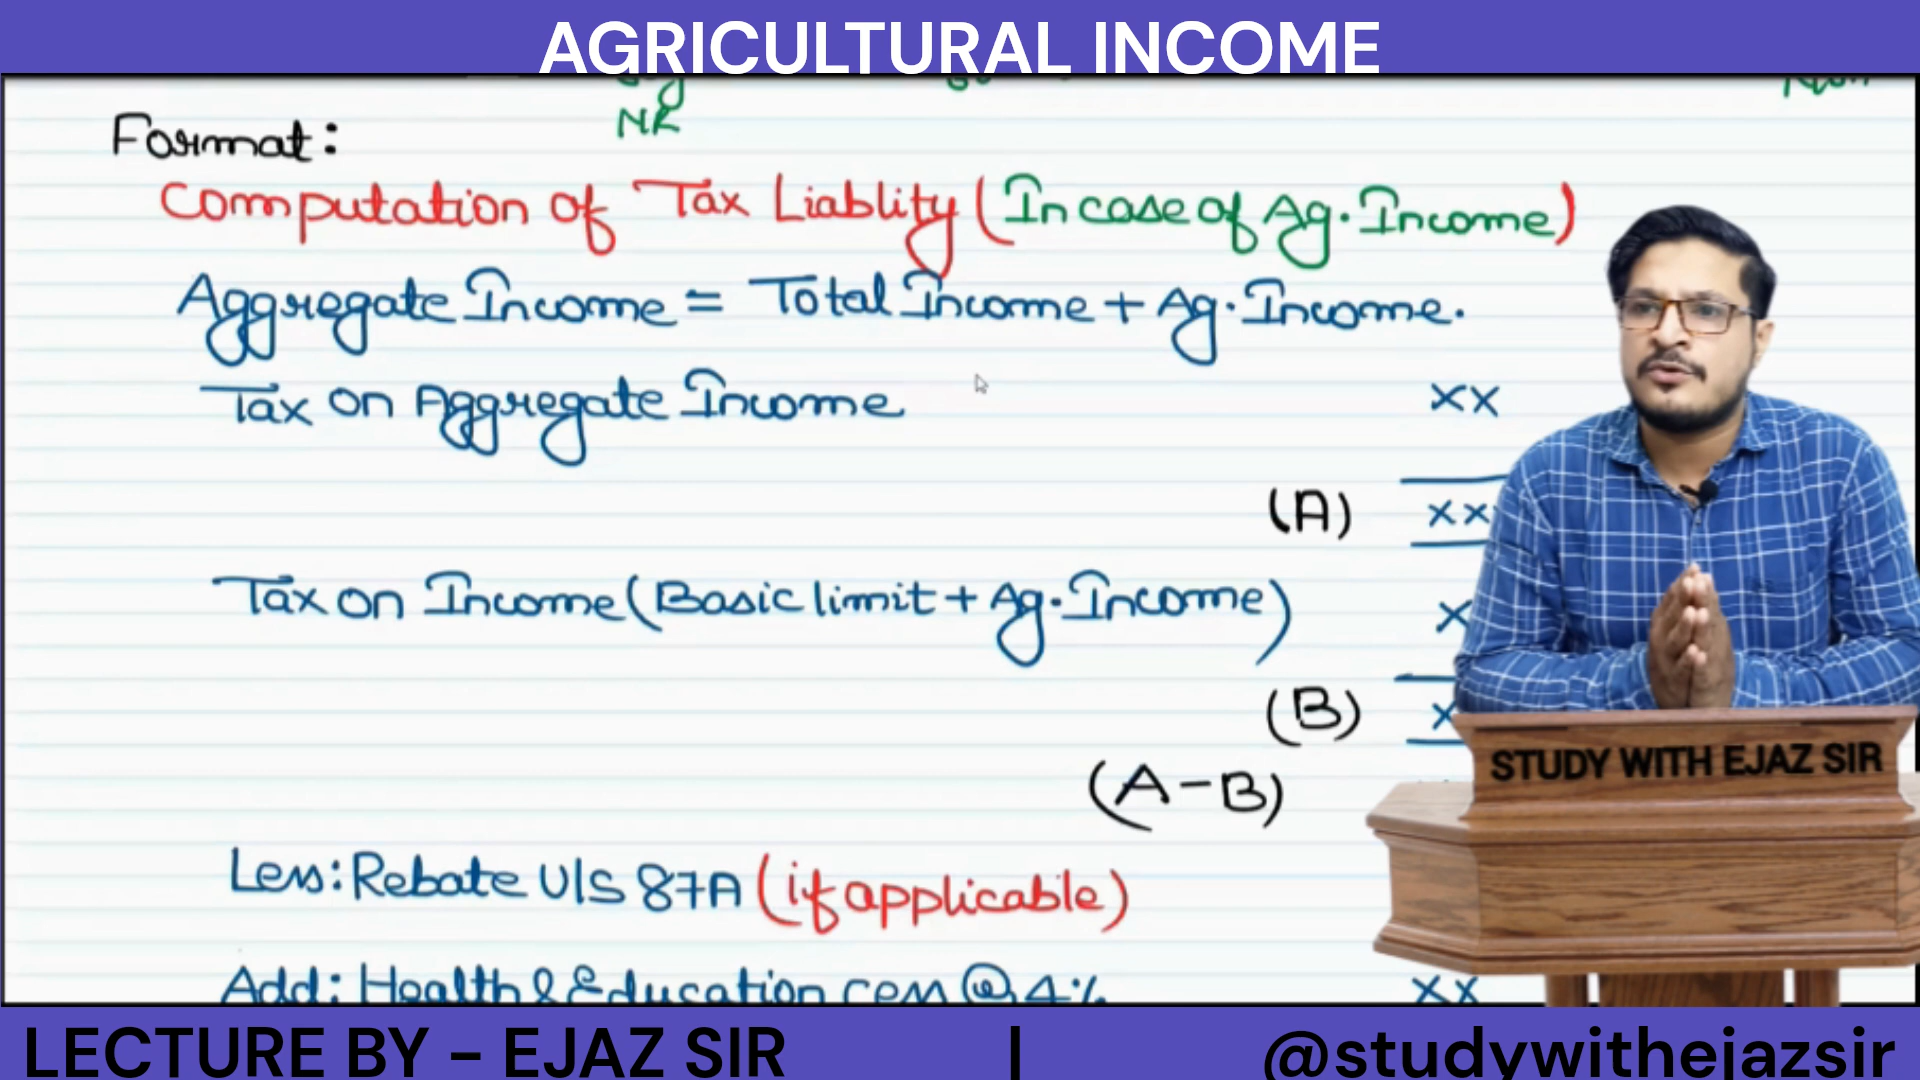 AGRICULTURAL INCOME
NR
Format:
Computation of Tax Liablity (In case of Ag. Income)
Aggregate Income = Total Income + Ag. Income.
Tax on Aggregate Income xx
(A) xx
Tax on Income (Basic limit + Ag. Income) x
(B) x
(A-B)
Less: Rebate U/S 87A (if applicable)
Add: Health & Education cess @ 4% xx
STUDY WITH EJAZ SIR
LECTURE BY - EJAZ SIR | @studywithejazsir